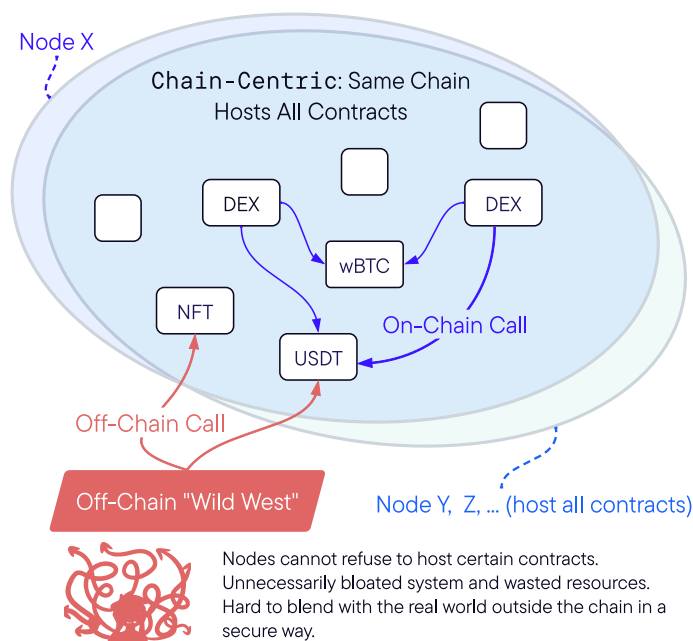 Node X
Chain-Centric: Same Chain
Hosts All Contracts
DEX
DEX
wBTC
NFT
On-Chain Call
USDT
Off-Chain Call
Off-Chain "Wild West"
Node Y, Z, ... (host all contracts)
Nodes cannot refuse to host certain contracts.
Unnecessarily bloated system and wasted resources.
Hard to blend with the real world outside the chain in a
secure way.